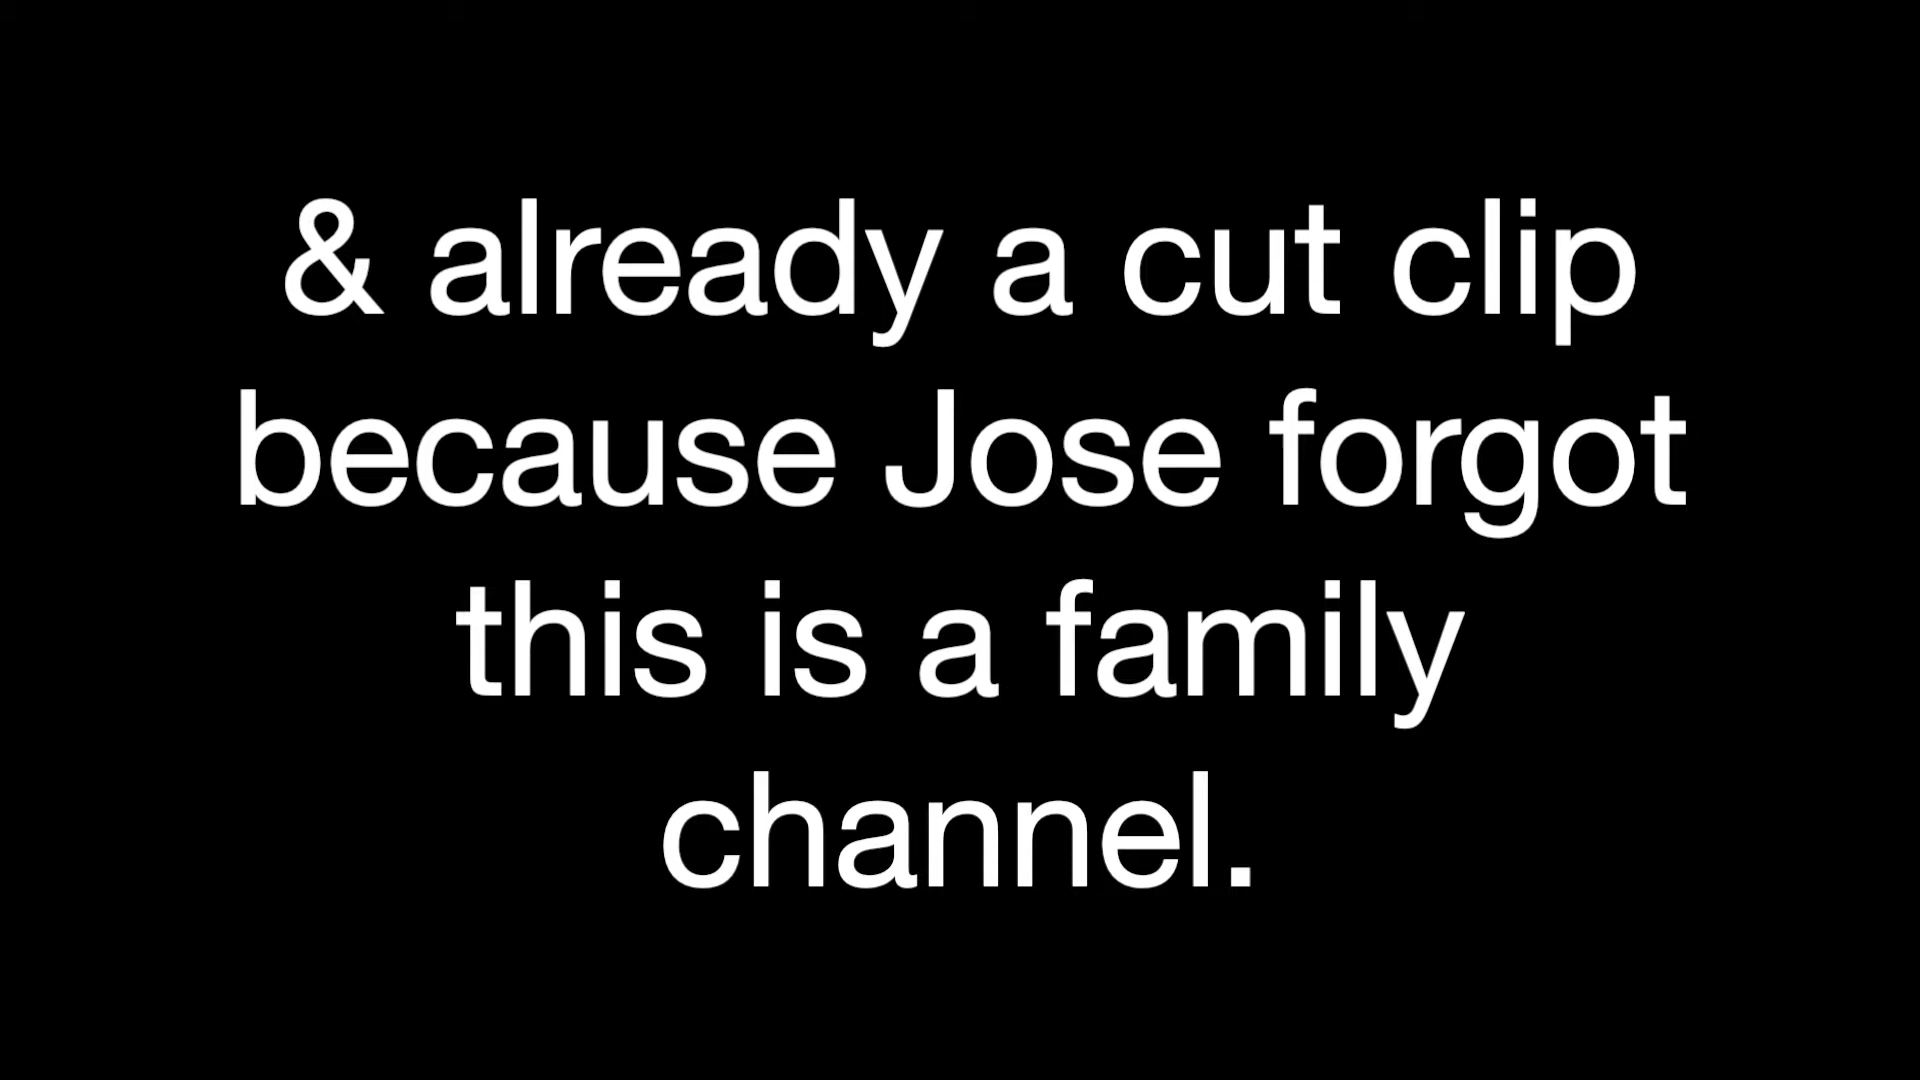 & already a cut clip
because Jose forgot
this is a family
channel.